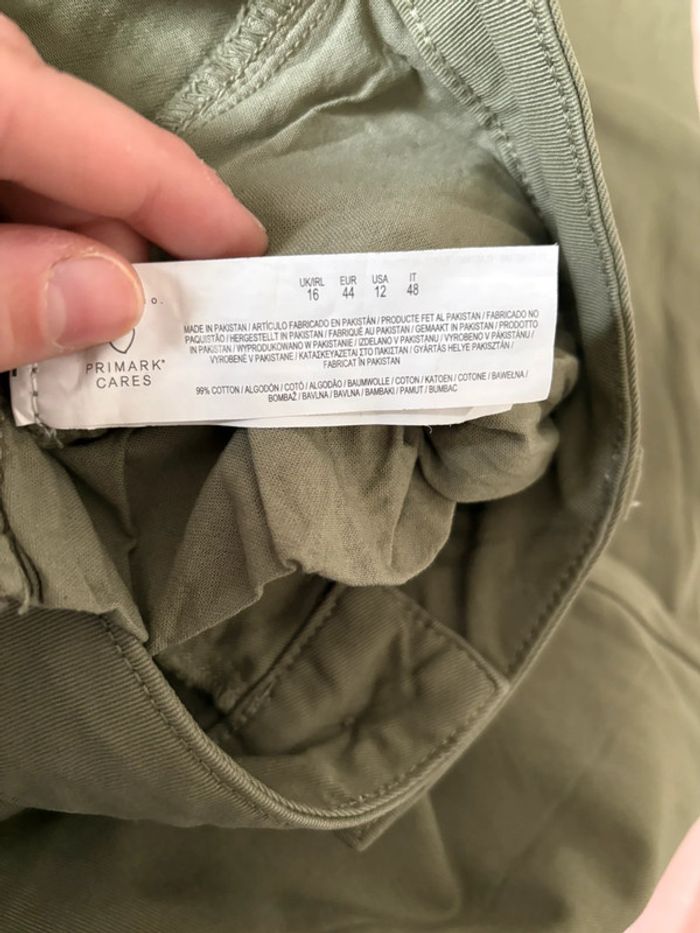 UK/IRL EUR USA IT
16 44 12 48
MADE IN PAKISTAN / ARTÍCULO FABRICADO EN PAKISTÁN / PRODUCTE FET AL PAKISTAN / FABRICADO NO
PAQUISTÃO / HERGESTELLT IN PAKISTAN / FABRIQUÉ AU PAKISTAN / GEMAAKT IN PAKISTAN / PRODOTTO
IN PAKISTAN / WYPRODUKOWANO W PAKISTANIE / IZDELANO V PAKISTANU / VYROBENO V PÁKISTÁNU /
VYROBENÉ V PAKISTANE / ΚΑΤΑΣΚΕΥΑΖΕΤΑΙ ΣΤΟ ΠΑΚΙΣΤΑΝ / GYÁRTÁS HELYE PAKISZTÁN /
FABRICAT ÎN PAKISTAN
PRIMARK®
CARES
99% COTTON / ALGODÓN / COTÓ / ALGODÃO / BAUMWOLLE / COTON / KATOEN / COTONE / BAWEŁNA /
BOMBAŽ / BAVLNA / BAVLNA / ΒΑΜΒΑΚΙ / PAMUT / BUMBAC